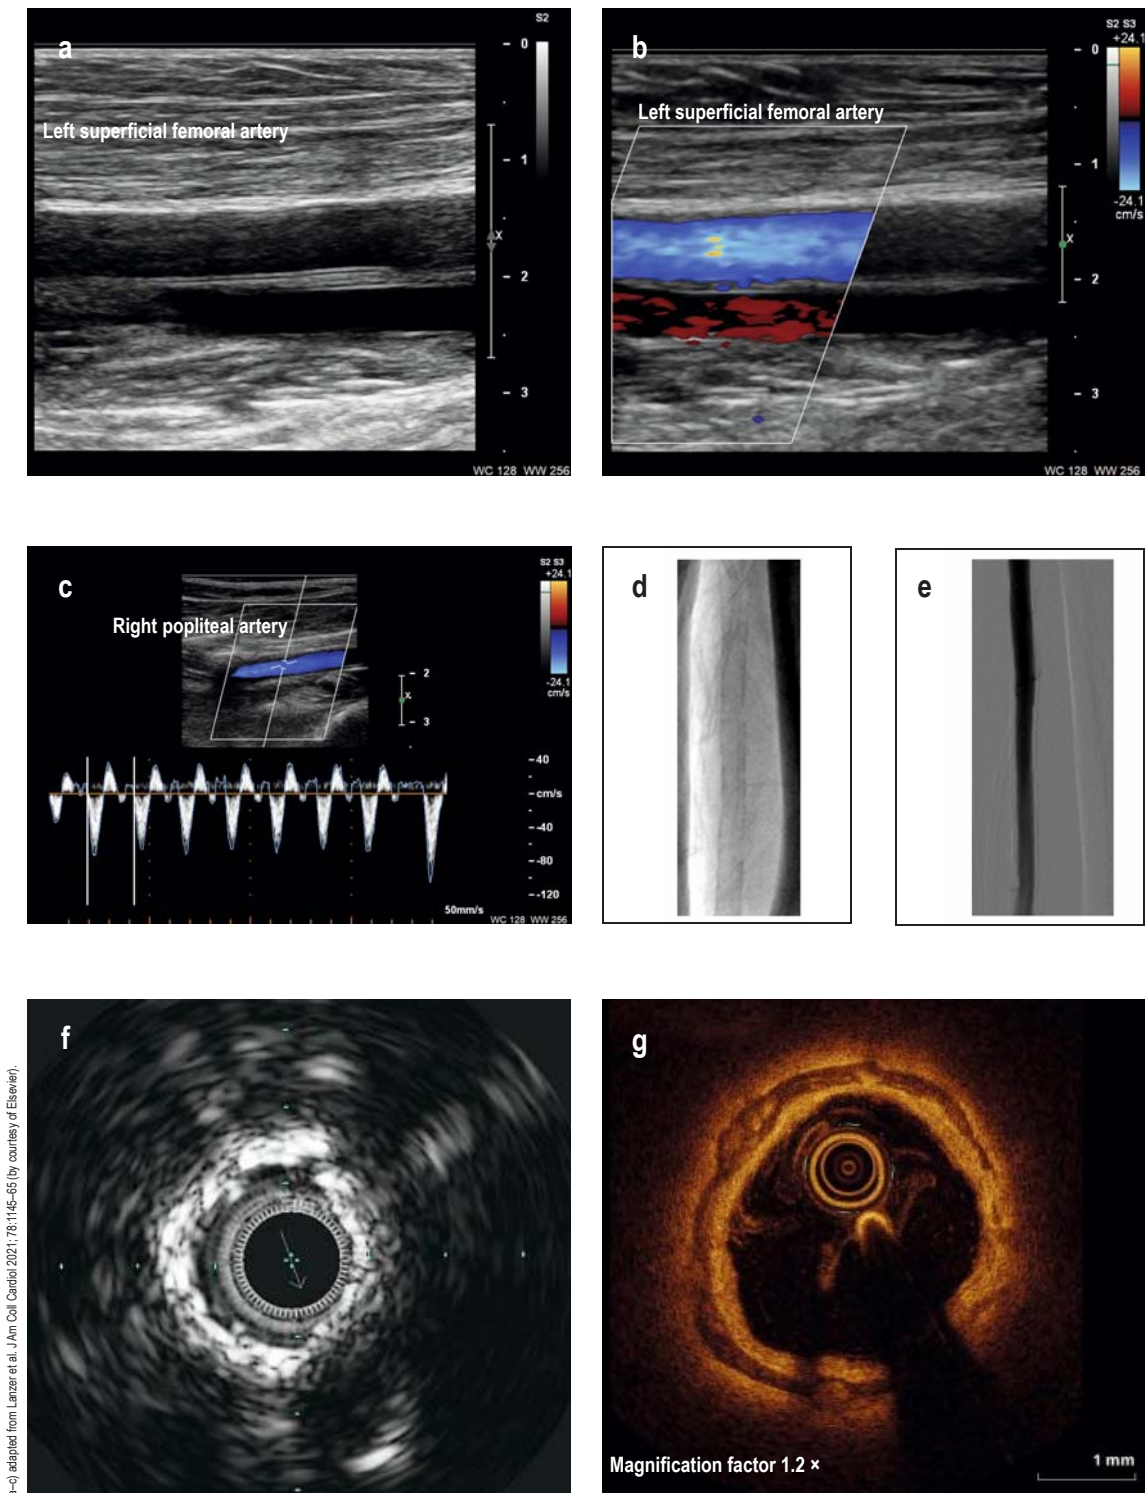 a
S2
0
Left superficial femoral artery
1
X
2
3
WC 128 WW 256
b
S2 S3
+24.1
0
Left superficial femoral artery
1
-24.1
cm/s
X
2
3
WC 128 WW 256
c
S2 S3
+24.1
Right popliteal artery
-24.1
cm/s
2
X
3
40
cm/s
-40
-80
-120
50mm/s
WC 128 WW 256
d
e
f
g
Magnification factor 1.2 ×
1 mm
a–c) adapted from Lanzer et al. J Am Coll Cardiol 2021; 78:1145–65 (by courtesy of Elsevier).